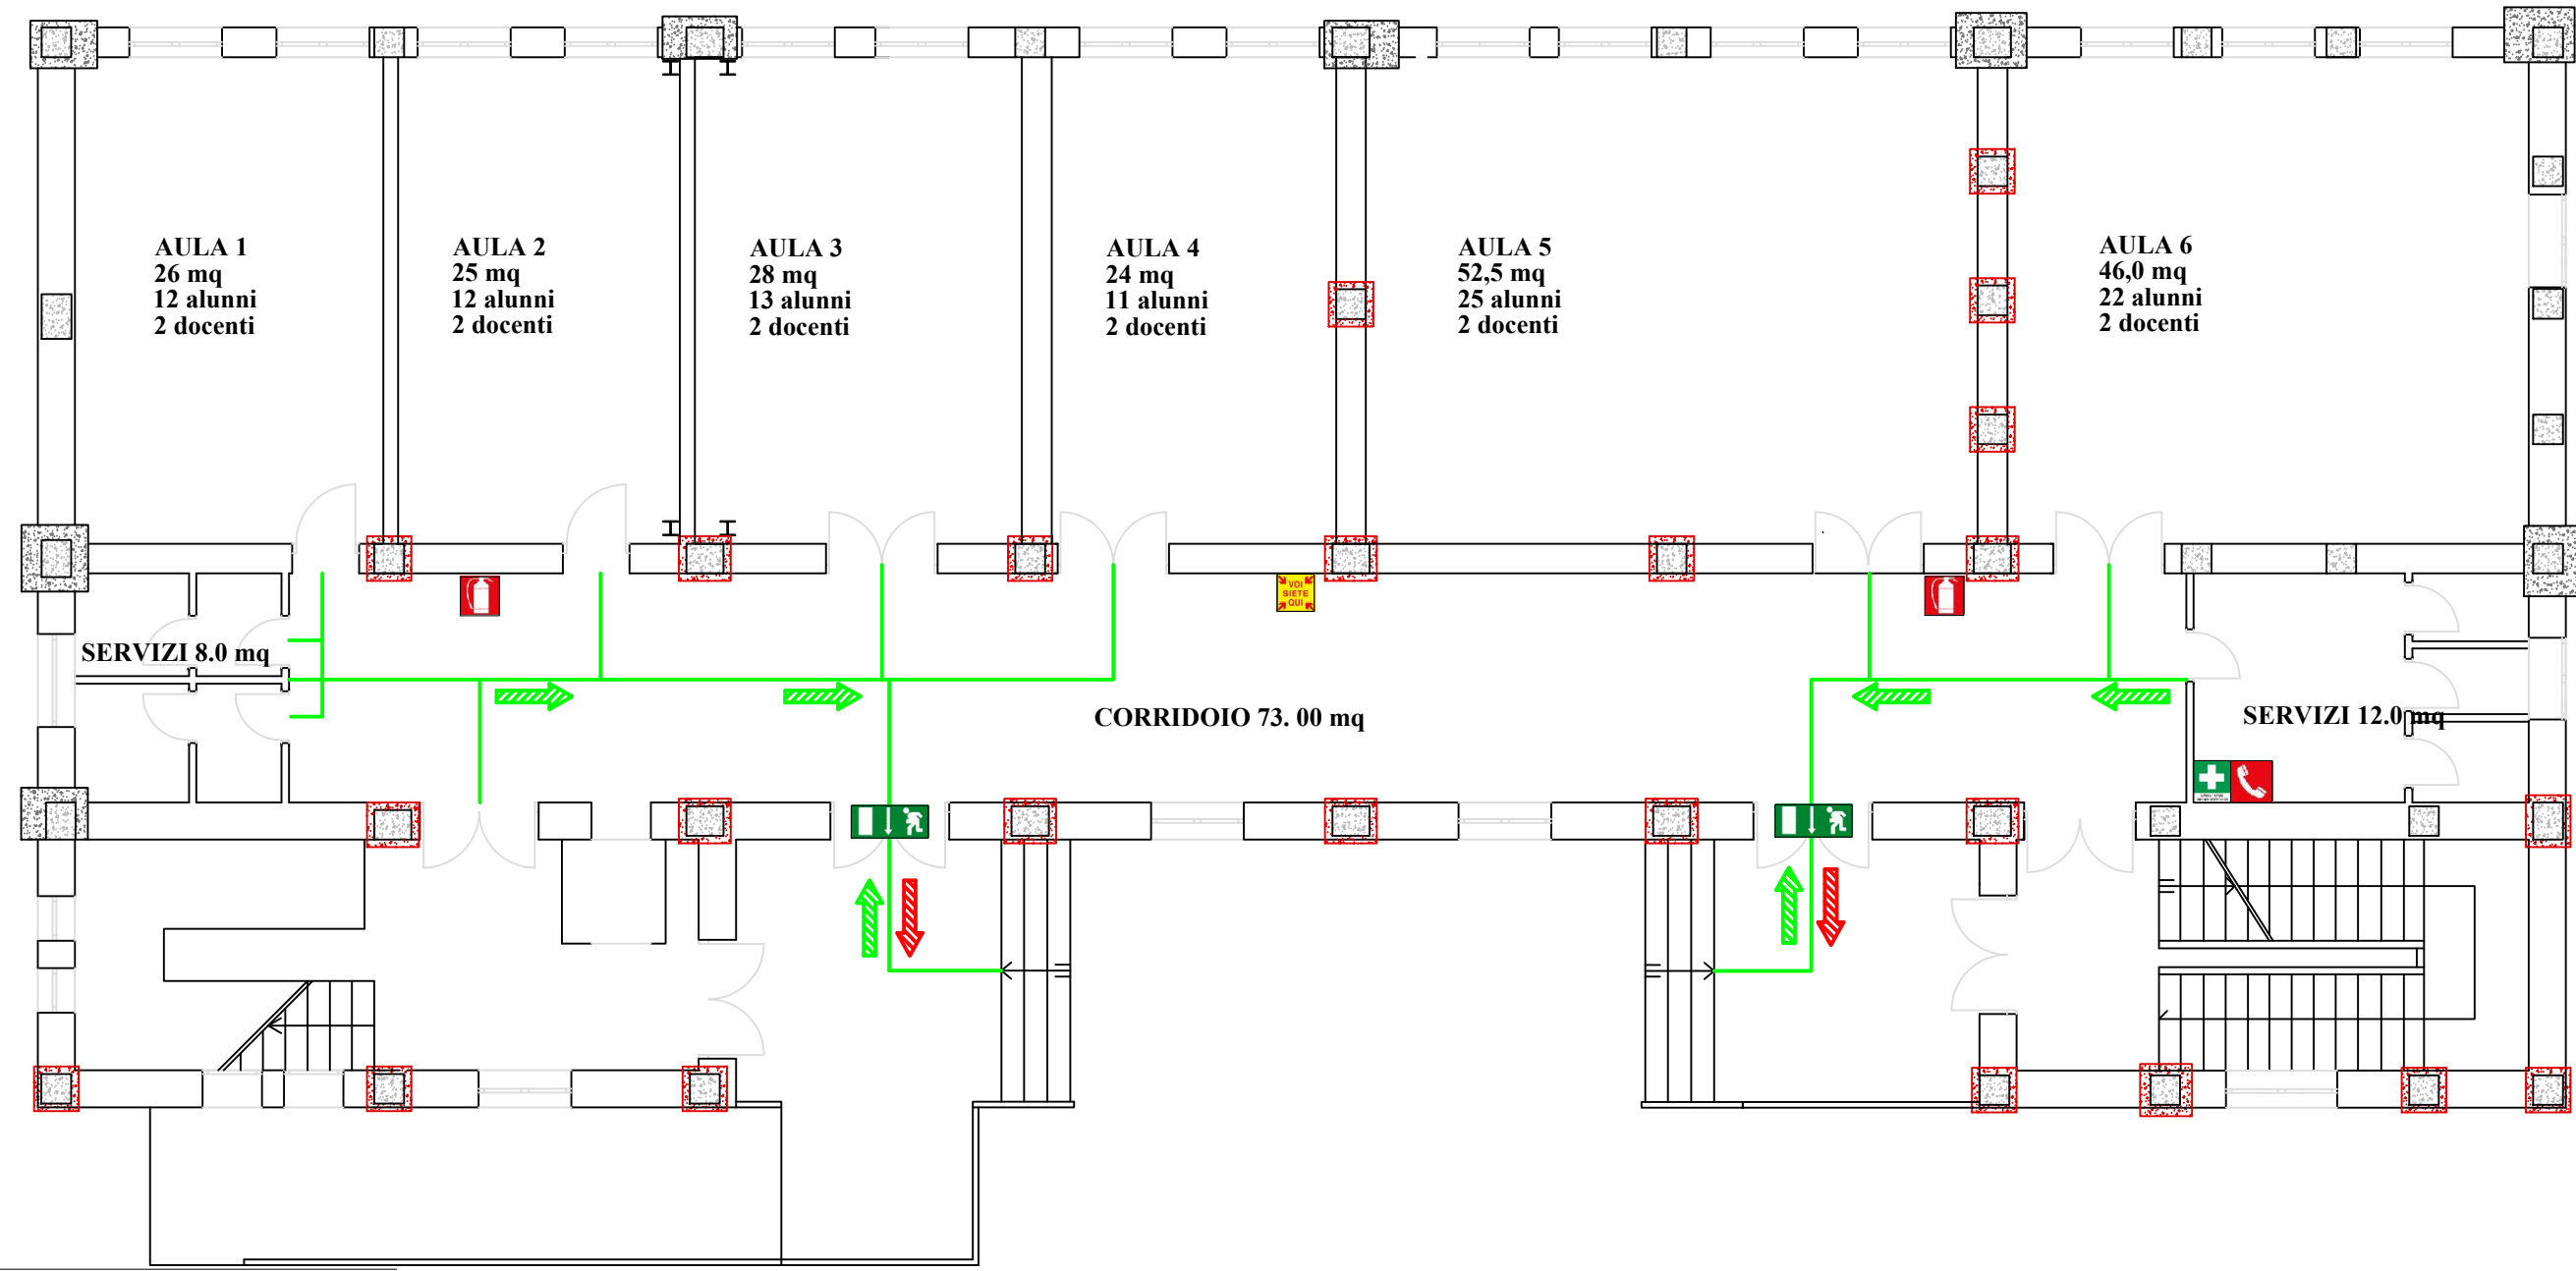 AULA 1
26 mq
12 alunni
2 docenti
AULA 2
25 mq
12 alunni
2 docenti
AULA 3
28 mq
13 alunni
2 docenti
AULA 4
24 mq
11 alunni
2 docenti
AULA 5
52,5 mq
25 alunni
2 docenti
AULA 6
46,0 mq
22 alunni
2 docenti
VOI
SIETE
QUI
SERVIZI 8.0 mq
CORRIDOIO 73. 00 mq
SERVIZI 12.0 mq